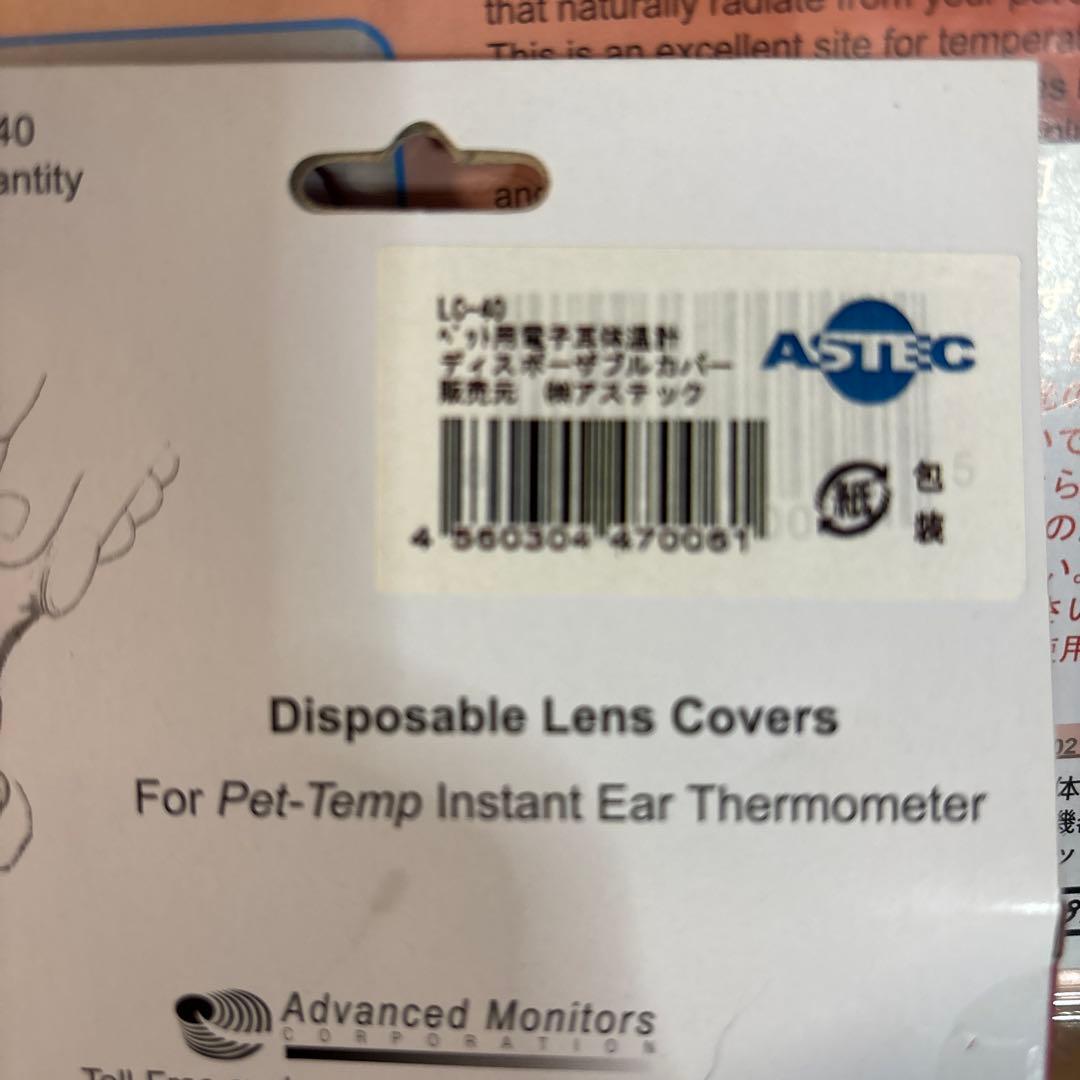 that naturally radiate from your
This is an excellent site for
40
antity
and
LC-40
ペット用電子耳体温計
ディスポーザブルカバー
販売元 ㈱アステック
ASTEC
4 560304 470061
紙
包装
Disposable Lens Covers
For Pet-Temp Instant Ear Thermometer
Advanced Monitors
CORPORATION